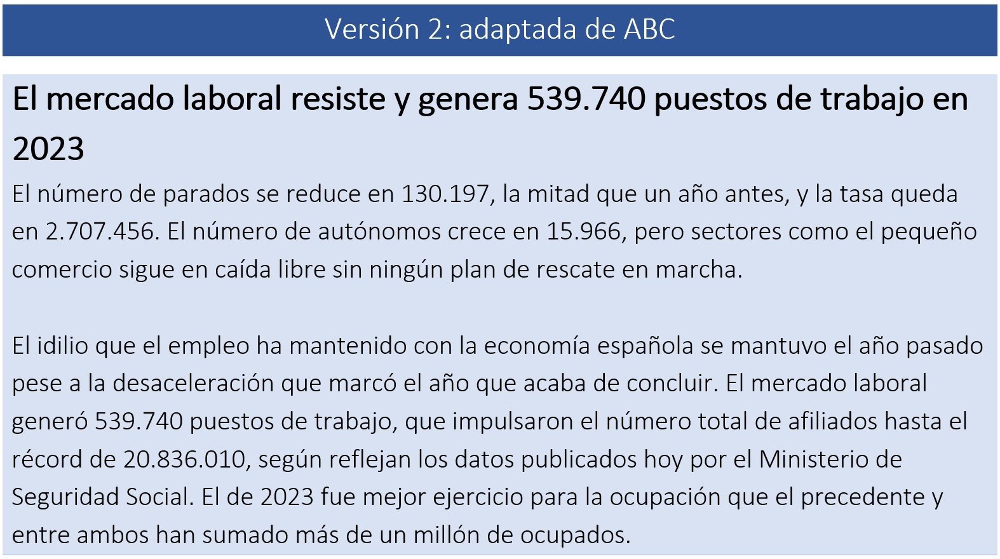 Versión 2: adaptada de ABC
El mercado laboral resiste y genera 539.740 puestos de trabajo en
2023
El número de parados se reduce en 130.197, la mitad que un año antes, y la tasa queda
en 2.707.456. El número de autónomos crece en 15.966, pero sectores como el pequeño
comercio sigue en caída libre sin ningún plan de rescate en marcha.
El idilio que el empleo ha mantenido con la economía española se mantuvo el año pasado
pese a la desaceleración que marcó el año que acaba de concluir. El mercado laboral
generó 539.740 puestos de trabajo, que impulsaron el número total de afiliados hasta el
récord de 20.836.010, según reflejan los datos publicados hoy por el Ministerio de
Seguridad Social. El de 2023 fue mejor ejercicio para la ocupación que el precedente y
entre ambos han sumado más de un millón de ocupados.